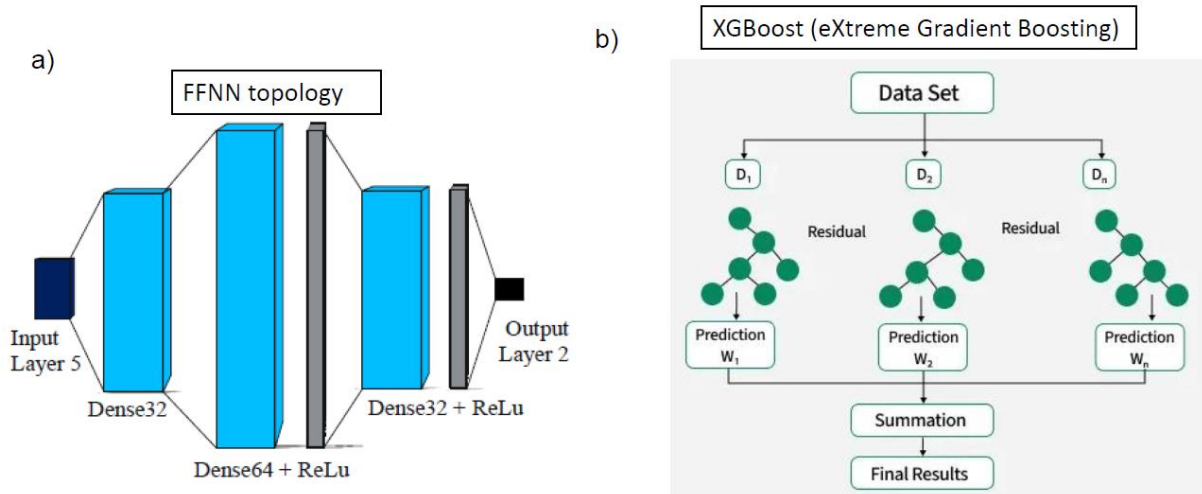 a)
FFNN topology
Input
Layer 5
Dense32
Dense64 + ReLu
Dense32 + ReLu
Output
Layer 2
b)
XGBoost (eXtreme Gradient Boosting)
Data Set
D₁
D₂
Dₙ
Residual
Residual
Prediction
W₁
Prediction
W₂
Prediction
Wₙ
Summation
Final Results